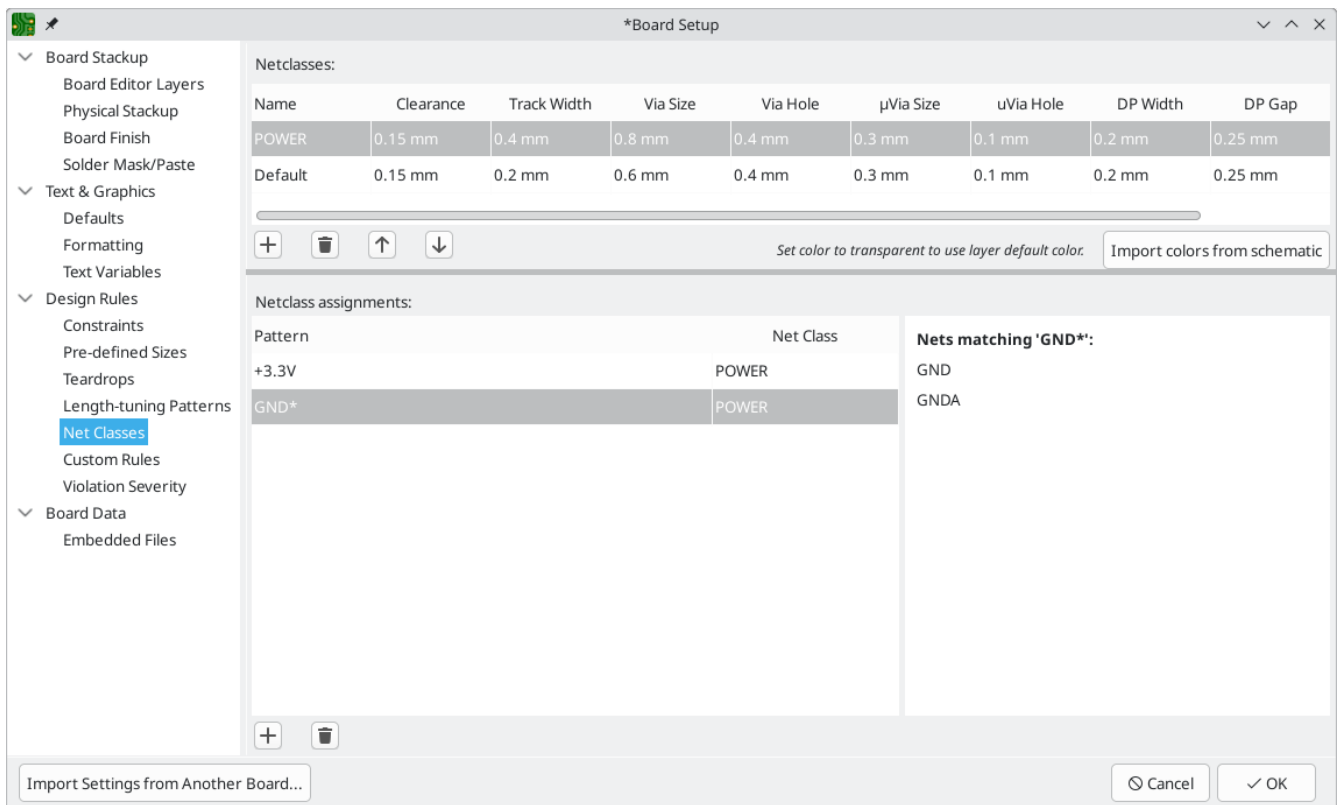 *Board Setup
Board Stackup
Board Editor Layers
Physical Stackup
Board Finish
Solder Mask/Paste
Text & Graphics
Defaults
Formatting
Text Variables
Design Rules
Constraints
Pre-defined Sizes
Teardrops
Length-tuning Patterns
Net Classes
Custom Rules
Violation Severity
Board Data
Embedded Files
Netclasses:
Name Clearance Track Width Via Size Via Hole µVia Size uVia Hole DP Width DP Gap
POWER 0.15 mm 0.4 mm 0.8 mm 0.4 mm 0.3 mm 0.1 mm 0.2 mm 0.25 mm
Default 0.15 mm 0.2 mm 0.6 mm 0.4 mm 0.3 mm 0.1 mm 0.2 mm 0.25 mm
Set color to transparent to use layer default color. Import colors from schematic
Netclass assignments:
Pattern Net Class
+3.3V POWER
GND* POWER
Nets matching 'GND*':
GND
GNDA
Import Settings from Another Board... Cancel OK